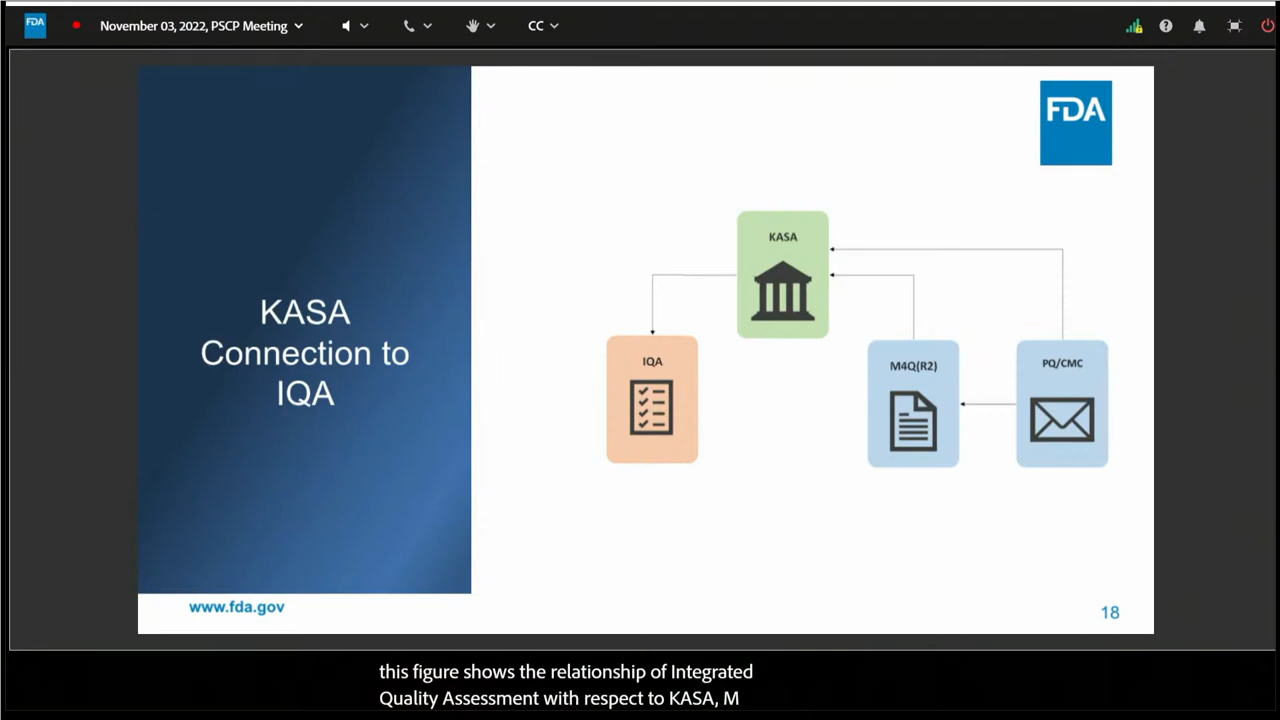 FDA
November 03, 2022, PSCP Meeting
CC
FDA
KASA
Connection to
IQA
KASA
IQA
M4Q(R2)
PQ/CMC
www.fda.gov
18
this figure shows the relationship of Integrated
Quality Assessment with respect to KASA, M